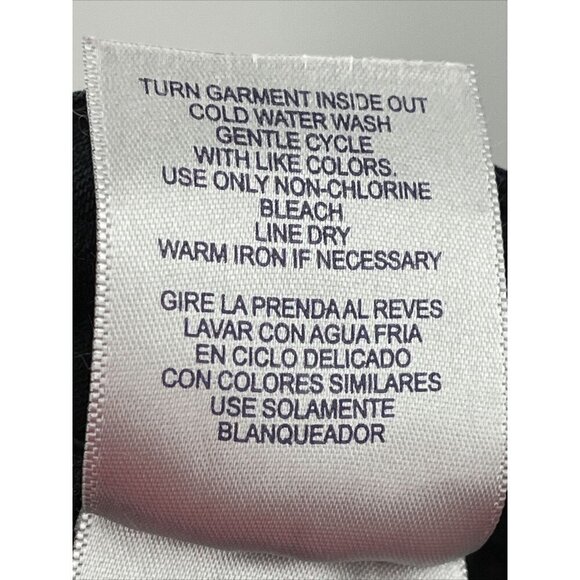 TURN GARMENT INSIDE OUT
COLD WATER WASH
GENTLE CYCLE
WITH LIKE COLORS.
USE ONLY NON-CHLORINE
BLEACH
LINE DRY
WARM IRON IF NECESSARY
GIRE LA PRENDA AL REVES
LAVAR CON AGUA FRIA
EN CICLO DELICADO
CON COLORES SIMILARES
USE SOLAMENTE
BLANQUEADOR